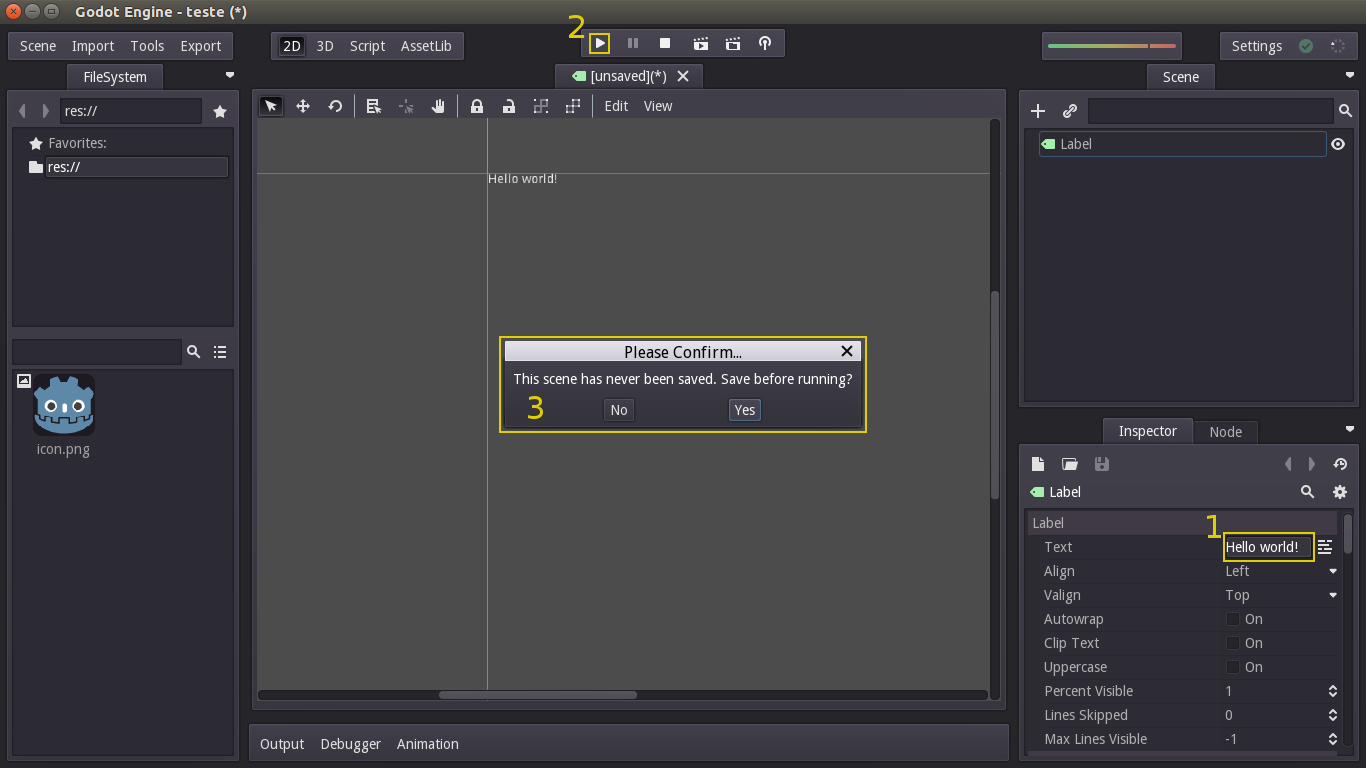 Godot Engine - teste (*)
2
Scene Import Tools Export
2D 3D Script AssetLib
Settings
FileSystem
[unsaved](*)
Scene
res://
Edit View
Favorites:
res://
Label
Hello world!
Please Confirm...
This scene has never been saved. Save before running?
3
No Yes
icon.png
Inspector Node
Label
Label
1
Text Hello world!
Align Left
Valign Top
Autowrap On
Clip Text On
Uppercase On
Percent Visible 1
Lines Skipped 0
Max Lines Visible -1
Output Debugger Animation